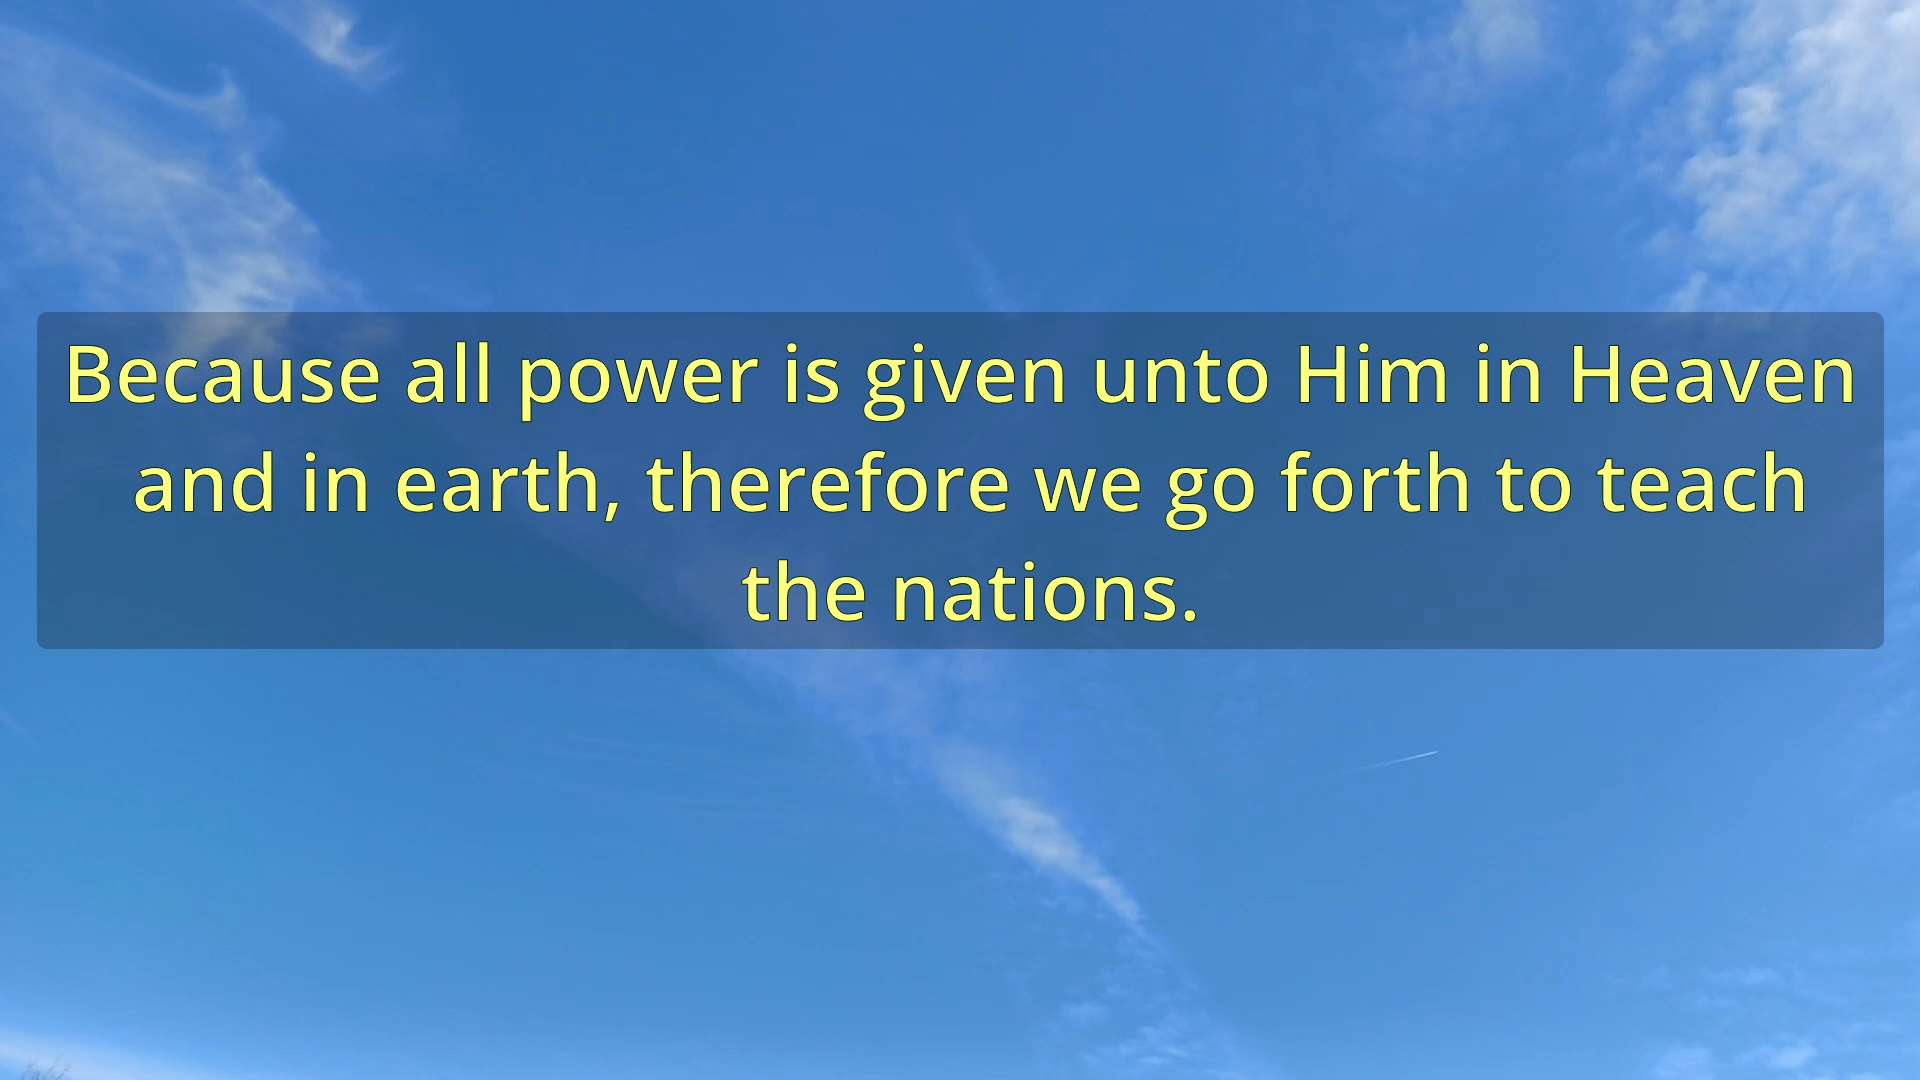 Because all power is given unto Him in Heaven
and in earth, therefore we go forth to teach
the nations.